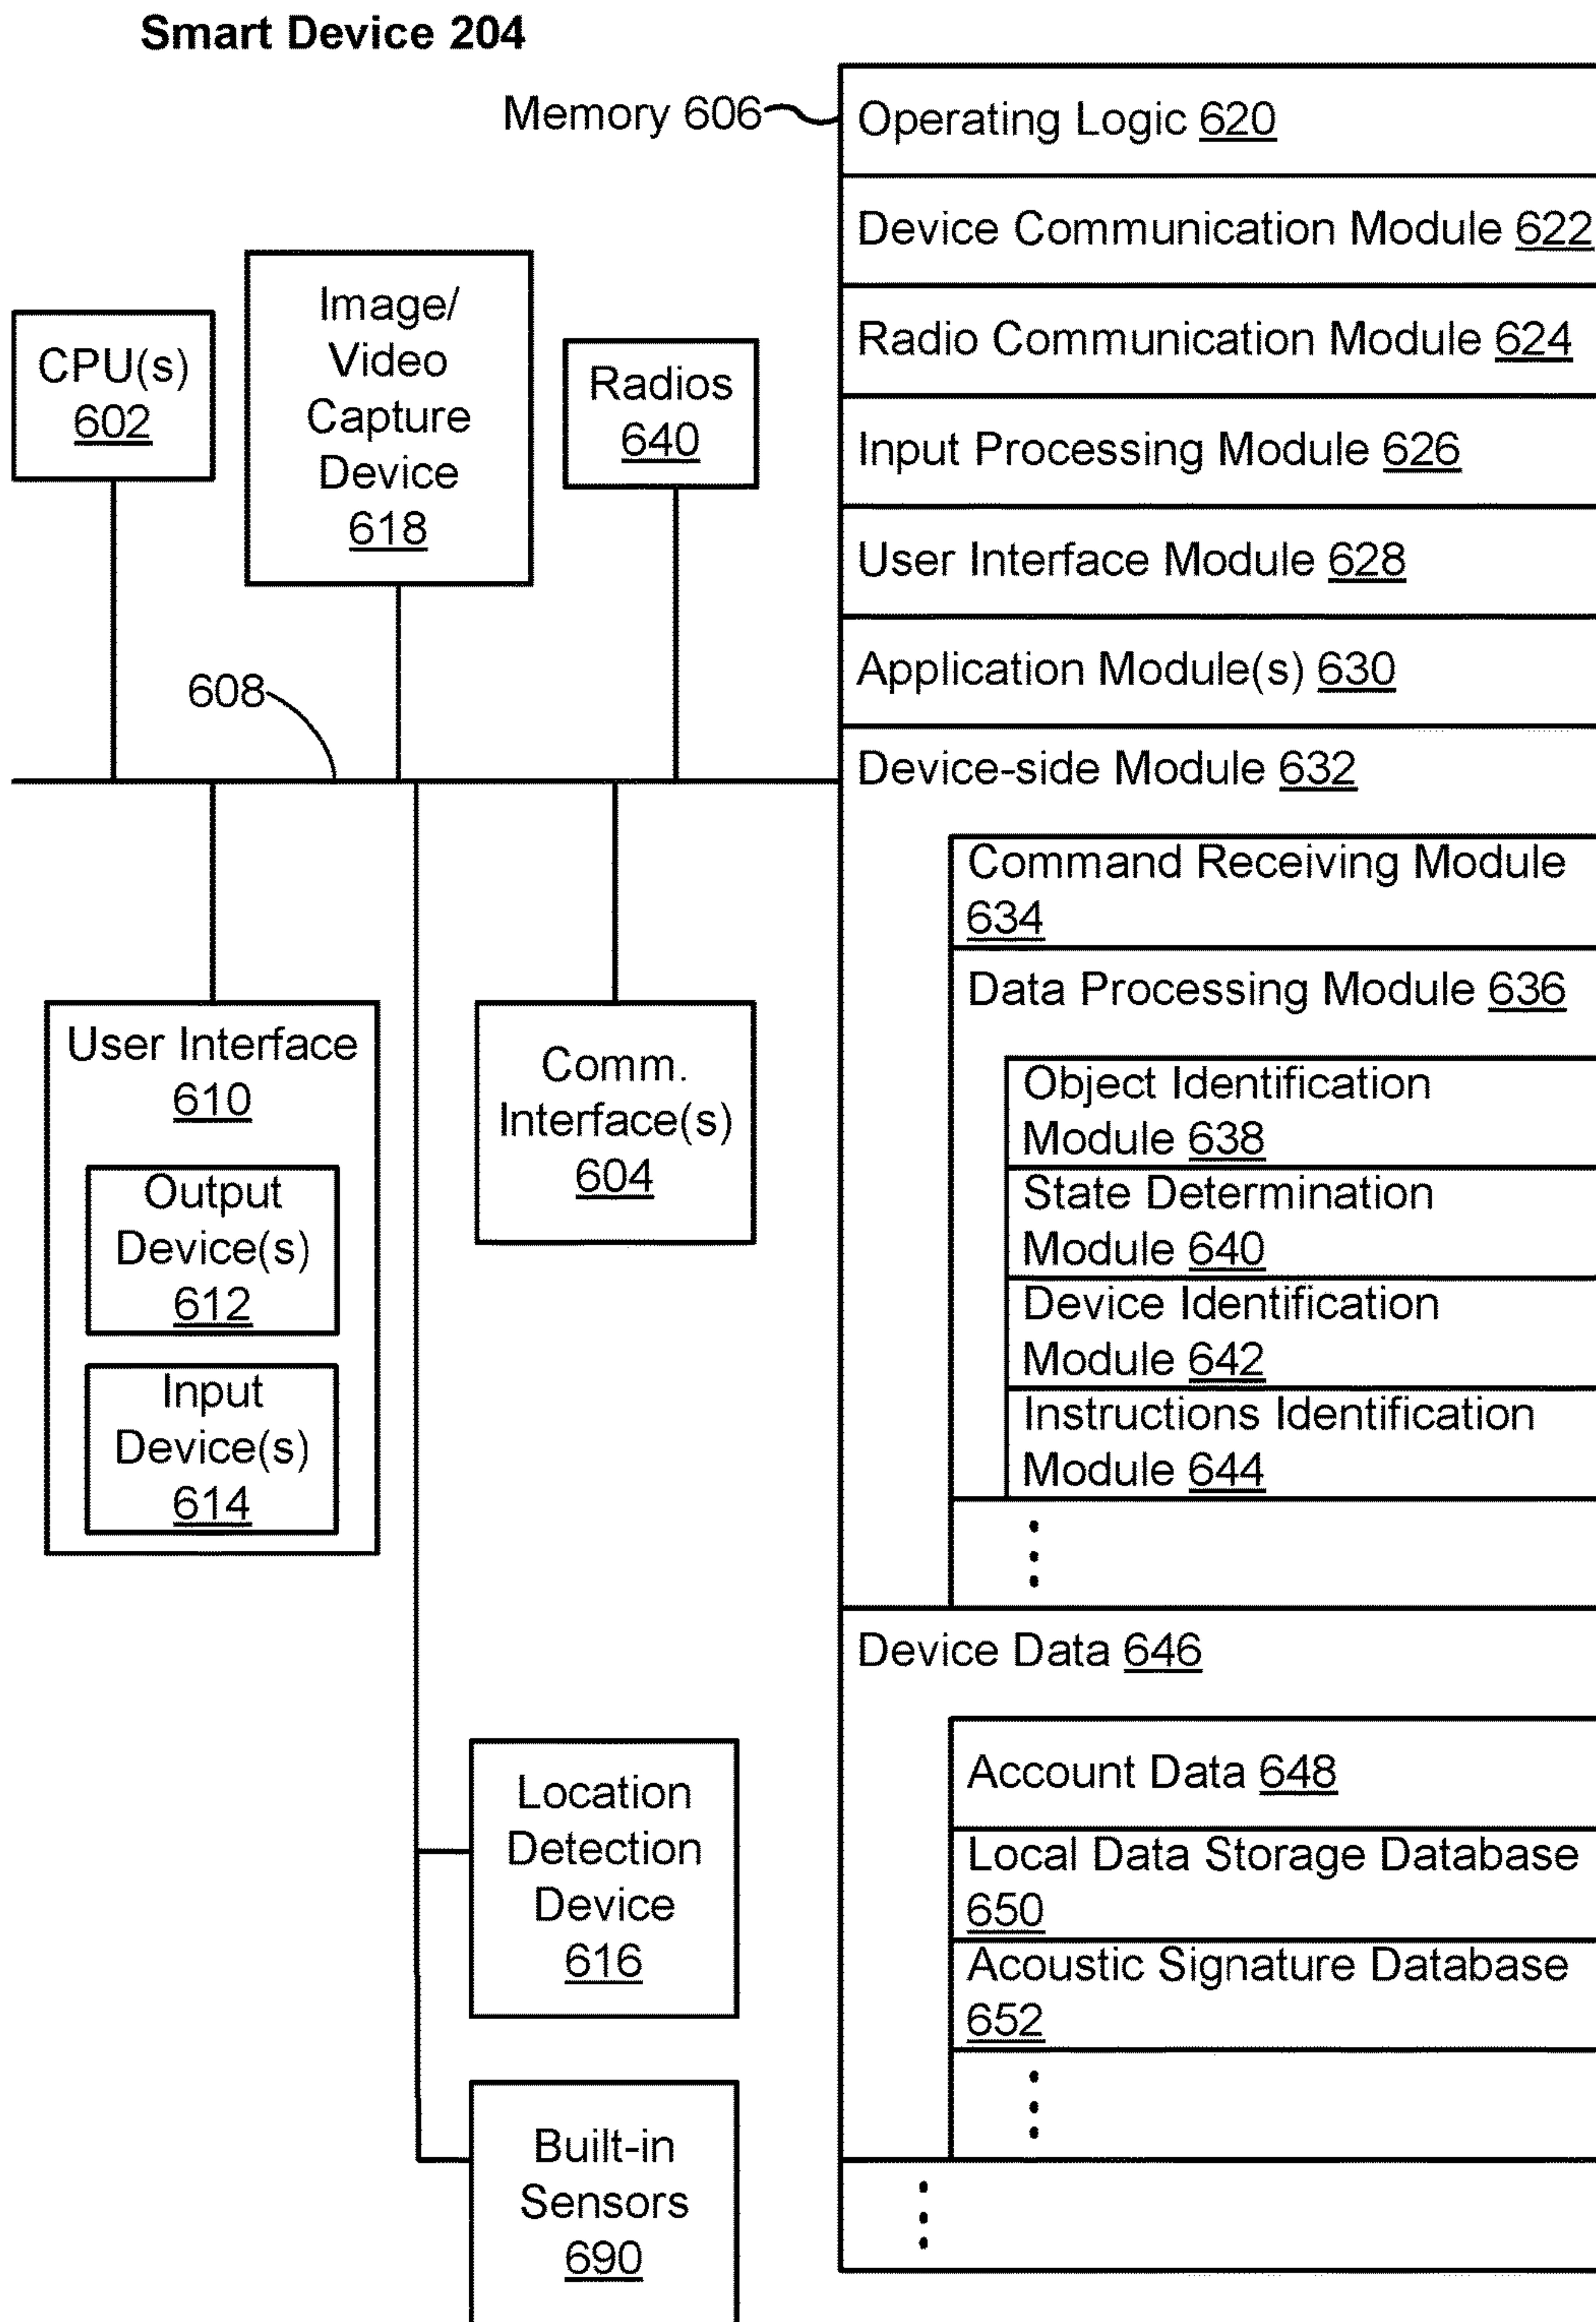 Smart Device 204
Memory 606
CPU(s)
602
Image/
Video
Capture
Device
618
Radios
640
608
User Interface
610
Output
Device(s)
612
Input
Device(s)
614
Comm.
Interface(s)
604
Location
Detection
Device
616
Built-in
Sensors
690
Operating Logic 620
Device Communication Module 622
Radio Communication Module 624
Input Processing Module 626
User Interface Module 628
Application Module(s) 630
Device-side Module 632
Command Receiving Module
634
Data Processing Module 636
Object Identification
Module 638
State Determination
Module 640
Device Identification
Module 642
Instructions Identification
Module 644
Device Data 646
Account Data 648
Local Data Storage Database
650
Acoustic Signature Database
652